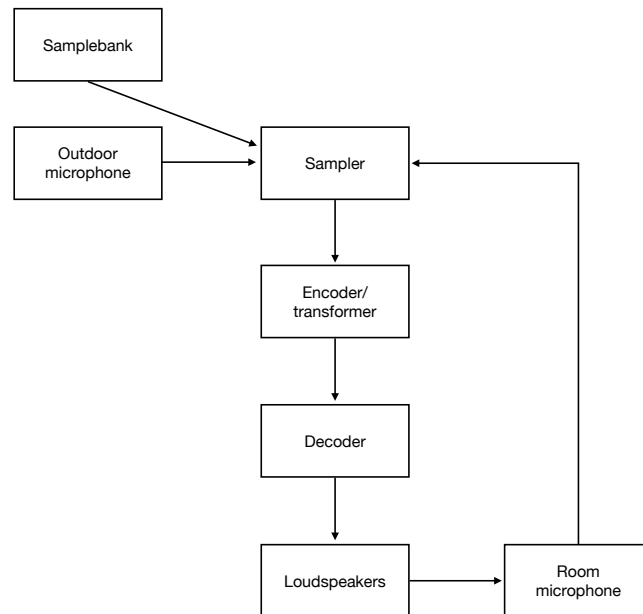 Samplebank
Outdoor
microphone
Sampler
Encoder/
transformer
Decoder
Loudspeakers
Room
microphone